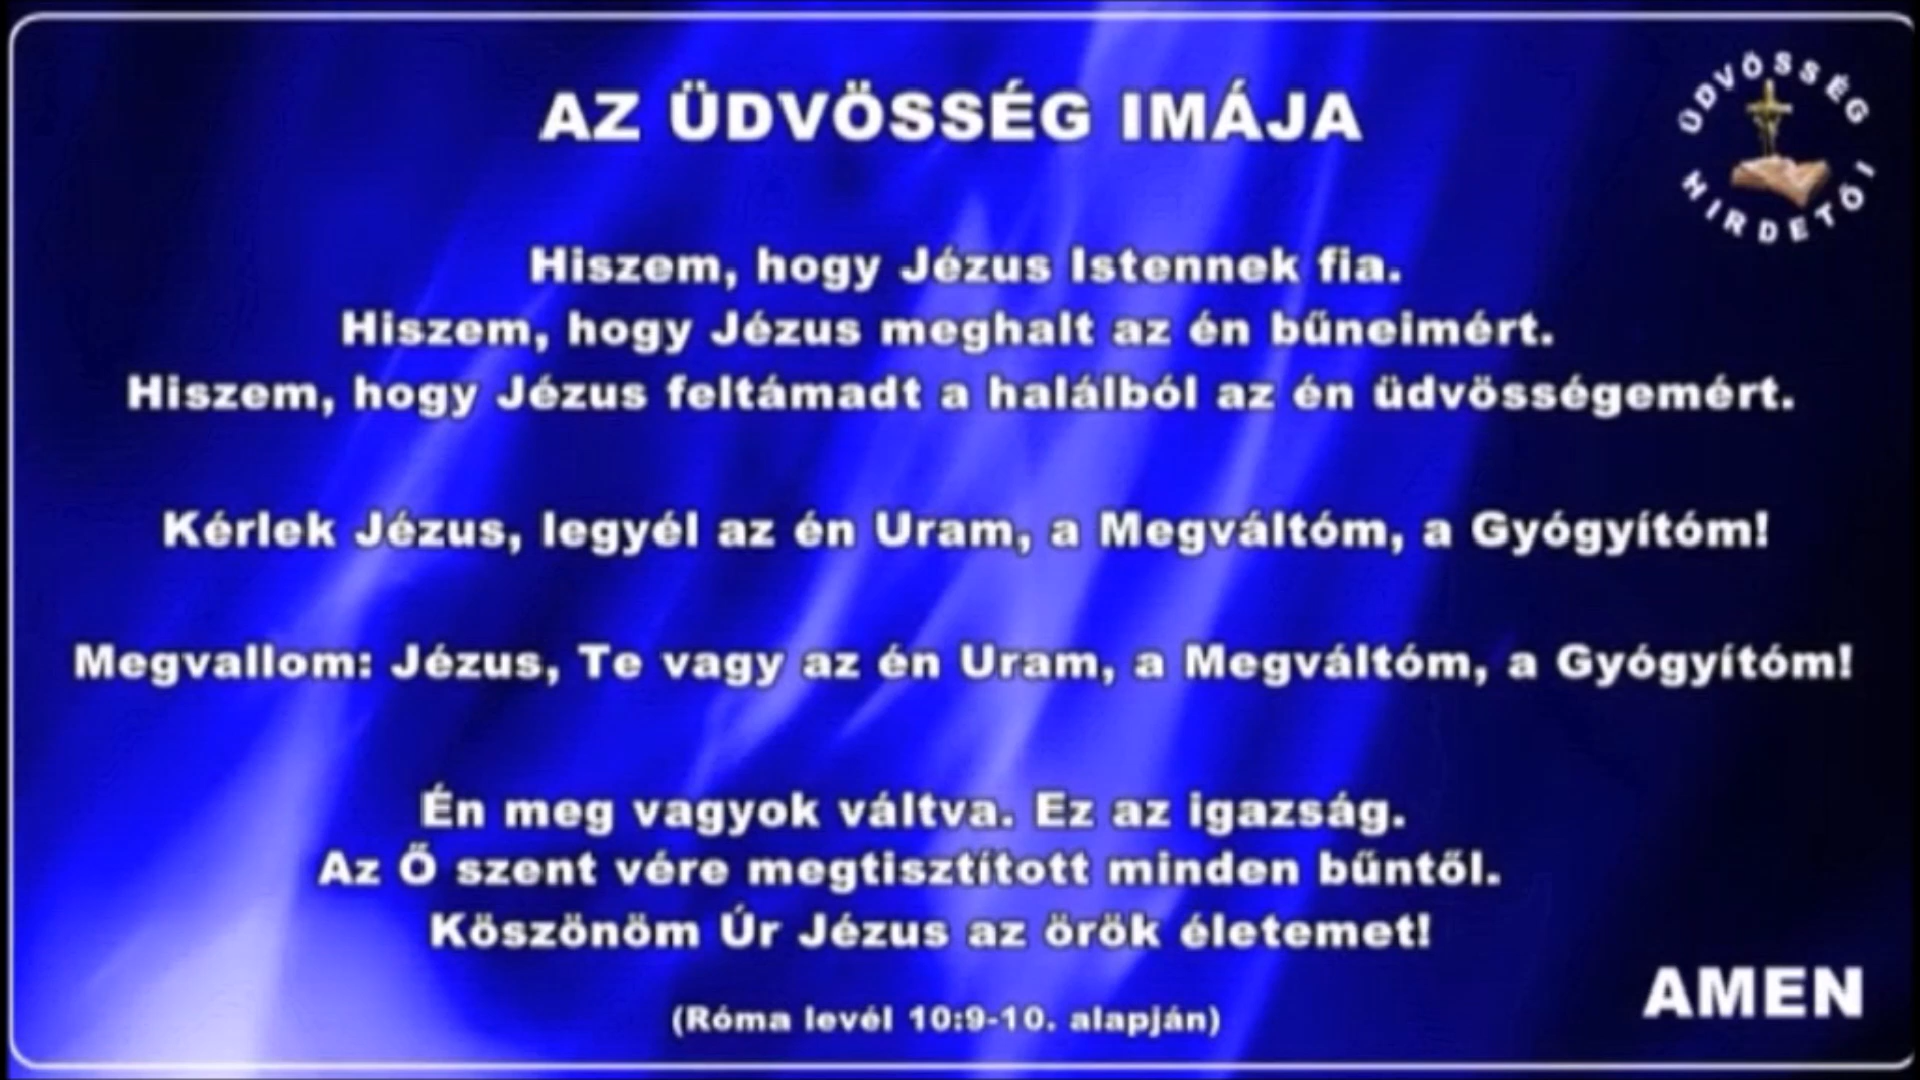 AZ ÜDVÖSSÉG IMÁJA
ÜDVÖSSÉG
HIRDETŐI
Hiszem, hogy Jézus Istennek fia.
Hiszem, hogy Jézus meghalt az én bűneimért.
Hiszem, hogy Jézus feltámadt a halálból az én üdvösségemért.
Kérlek Jézus, legyél az én Uram, a Megváltóm, a Gyógyítóm!
Megvallom: Jézus, Te vagy az én Uram, a Megváltóm, a Gyógyítóm!
Én meg vagyok váltva. Ez az igazság.
Az Ő szent vére megtisztított minden bűntől.
Köszönöm Úr Jézus az örök életemet!
AMEN
(Róma levél 10:9-10. alapján)